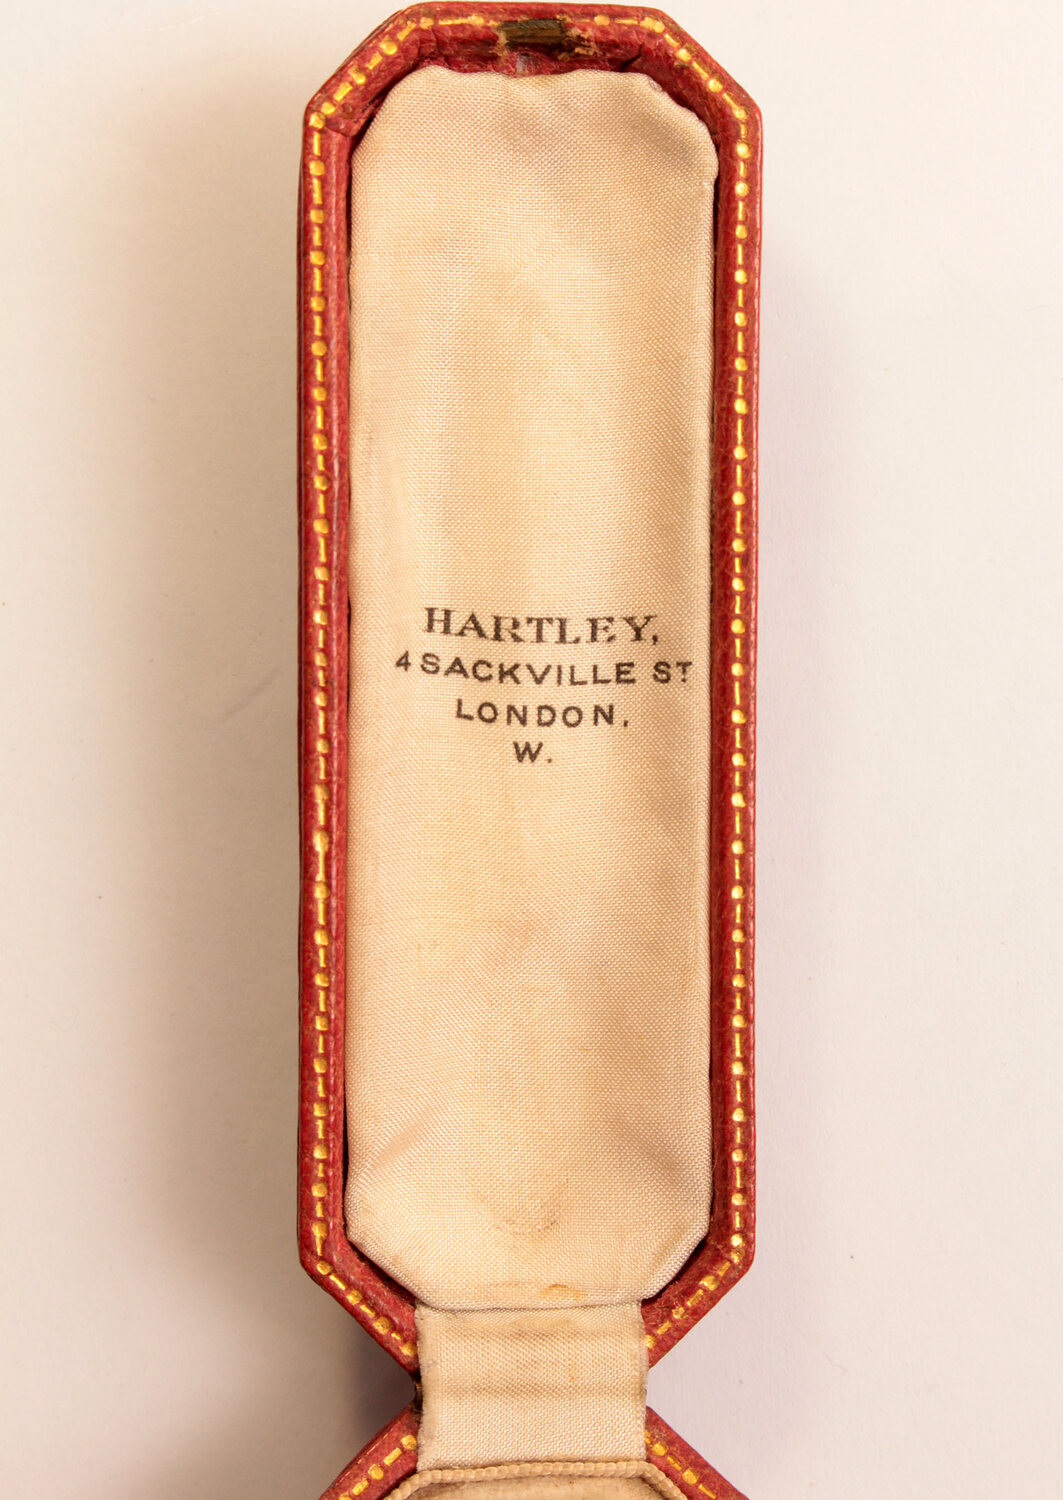 HARTLEY,
4 SACKVILLE ST
LONDON,
W.